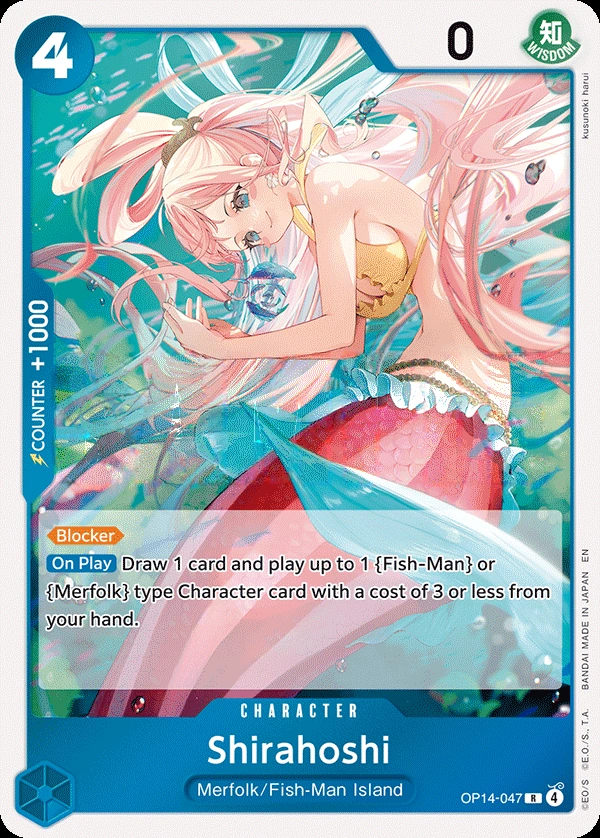 4
0
知
WISDOM
kusunoki harui
COUNTER +1000
Blocker
On Play Draw 1 card and play up to 1 {Fish-Man} or
{Merfolk} type Character card with a cost of 3 or less from
your hand.
CHARACTER
Shirahoshi
Merfolk/Fish-Man Island
OP14-047 R 4
©EO/S ©E.O./S., T.A. BANDAI MADE IN JAPAN EN